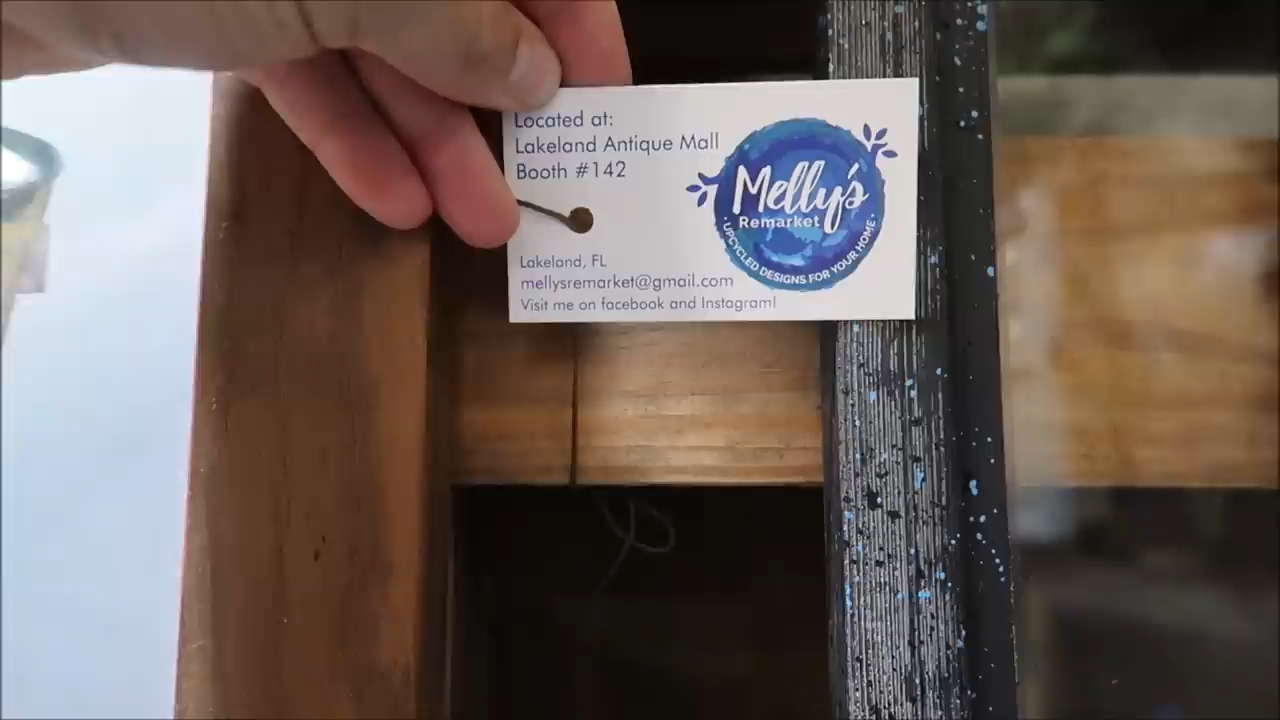 Located at:
Lakeland Antique Mall
Booth #142
Lakeland, FL
mellysremarket@gmail.com
Visit me on facebook and Instagram!
Melly's
Remarket
· UPCYCLED DESIGNS FOR YOUR HOME ·